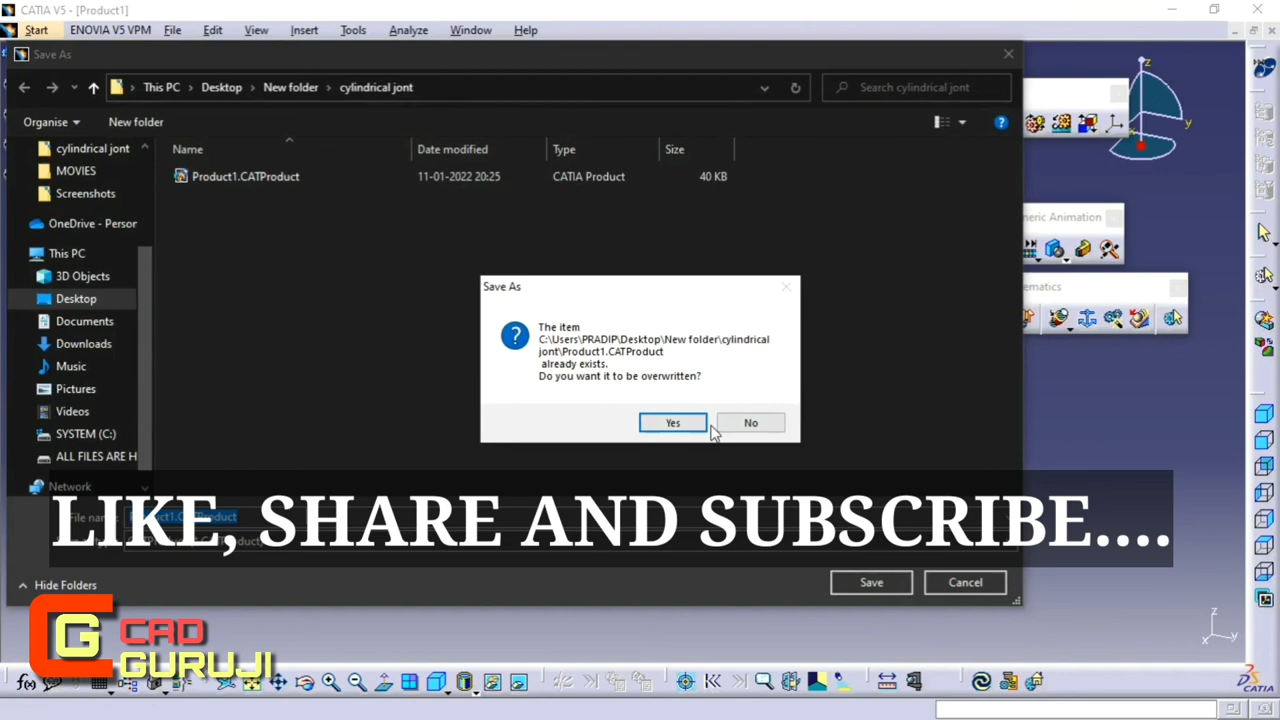 CATIA V5 - [Product1]
Start ENOVIA V5 VPM File Edit View Insert Tools Analyze Window Help
Save As
This PC > Desktop > New folder > cylindrical jont
Search cylindrical jont
Organise New folder
Name Date modified Type Size
cylindrical jont
Product1.CATProduct 11-01-2022 20:25 CATIA Product 40 KB
MOVIES
Screenshots
OneDrive - Person
This PC
3D Objects
Desktop
Documents
Downloads
Music
Pictures
Videos
SYSTEM (C:)
ALL FILES ARE H
Network
Save As
The item
C:\Users\PRADIP\Desktop\New folder\cylindrical
jont\Product1.CATProduct
already exists.
Do you want it to be overwritten?
Yes No
neric Animation
ematics
z
y
LIKE, SHARE AND SUBSCRIBE....
File name:
Save Cancel
Hide Folders
CAD
GURUJI
G
z
x y
f(x)
CATIA